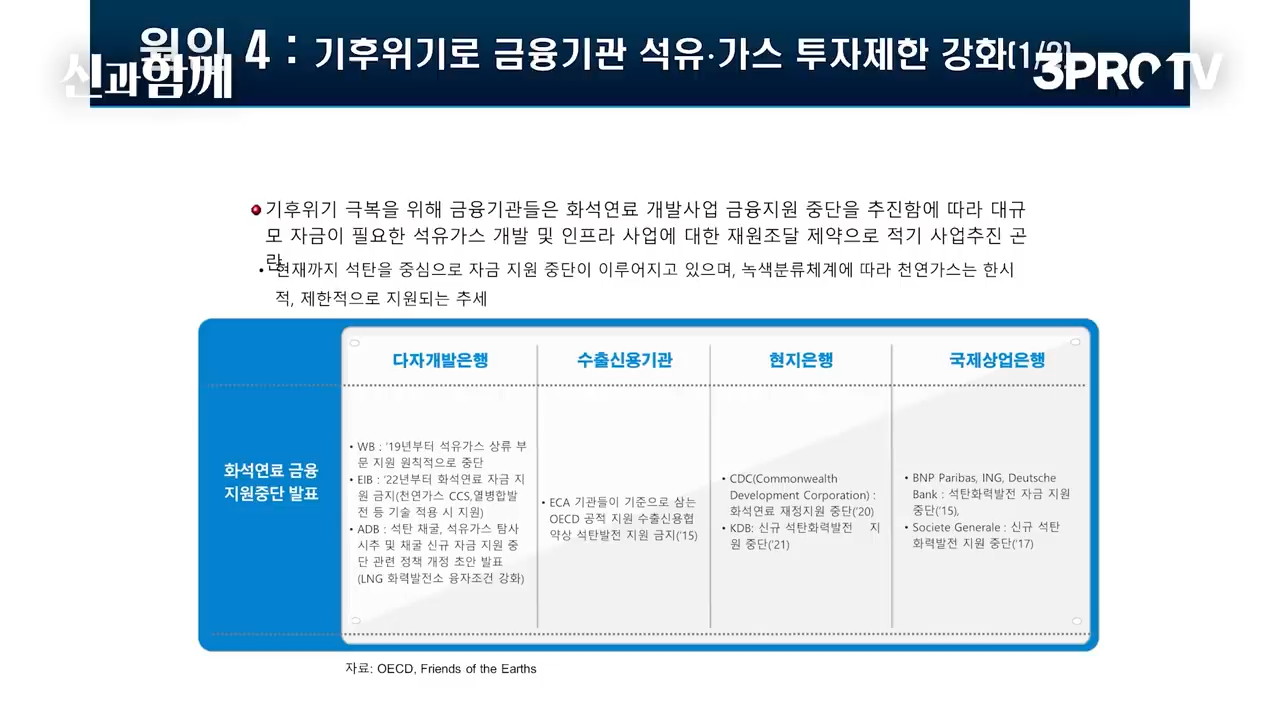 원인 4 : 기후위기로 금융기관 석유·가스 투자제한 강화(1/2)
신과함께
3PROTV
기후위기 극복을 위해 금융기관들은 화석연료 개발사업 금융지원 중단을 추진함에 따라 대규
모 자금이 필요한 석유가스 개발 및 인프라 사업에 대한 재원조달 제약으로 적기 사업추진 곤
란
• 현재까지 석탄을 중심으로 자금 지원 중단이 이루어지고 있으며, 녹색분류체계에 따라 천연가스는 한시
적, 제한적으로 지원되는 추세
다자개발은행
수출신용기관
현지은행
국제상업은행
화석연료 금융
지원중단 발표
• WB : ‘19년부터 석유가스 상류 부
문 지원 원칙적으로 중단
• EIB : ‘22년부터 화석연료 자금 지
원 금지(천연가스 CCS,열병합발
전 등 기술 적용 시 지원)
• ADB : 석탄 채굴, 석유가스 탐사
시추 및 채굴 신규 자금 지원 중
단 관련 정책 개정 초안 발표
(LNG 화력발전소 융자조건 강화)
• ECA 기관들이 기준으로 삼는
OECD 공적 지원 수출신용협
약상 석탄발전 지원 금지(‘15)
• CDC(Commonwealth
Development Corporation) :
화석연료 재정지원 중단(‘20)
• KDB: 신규 석탄화력발전 지
원 중단(‘21)
• BNP Paribas, ING, Deutsche
Bank : 석탄화력발전 자금 지원
중단(‘15),
• Societe Generale : 신규 석탄
화력발전 지원 중단(‘17)
자료: OECD, Friends of the Earths